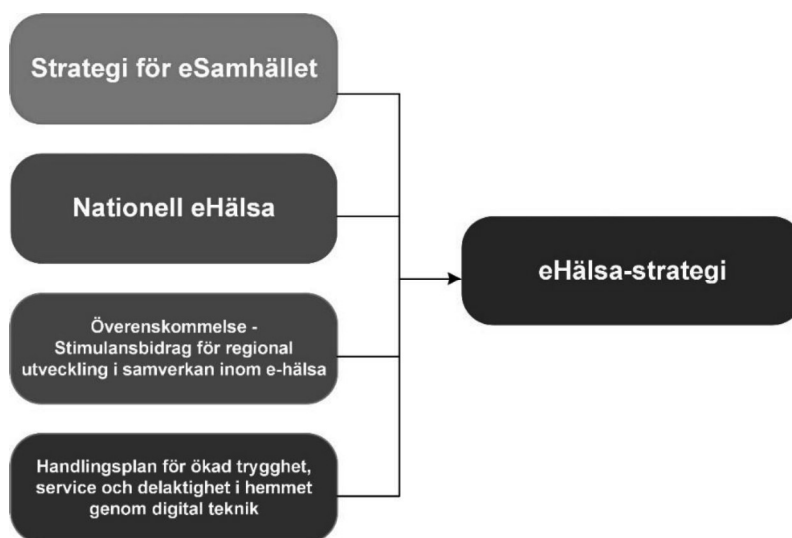 Strategi för eSamhället
Nationell eHälsa
eHälsa-strategi
Överenskommelse -
Stimulansbidrag för regional
utveckling i samverkan inom e-hälsa
Handlingsplan för ökad trygghet,
service och delaktighet i hemmet
genom digital teknik